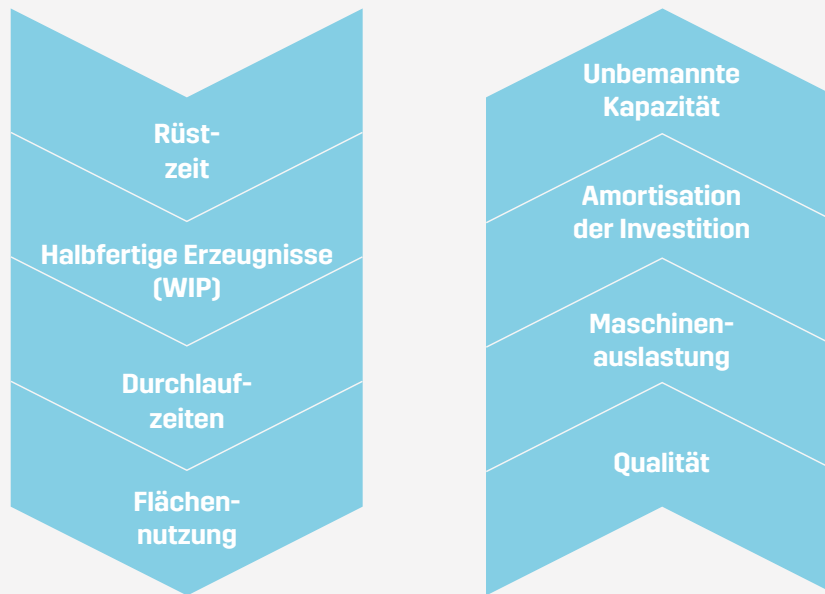 Rüst-
zeit
Halbfertige Erzeugnisse
(WIP)
Durchlauf-
zeiten
Flächen-
nutzung
Unbemannte
Kapazität
Amortisation
der Investition
Maschinen-
auslastung
Qualität